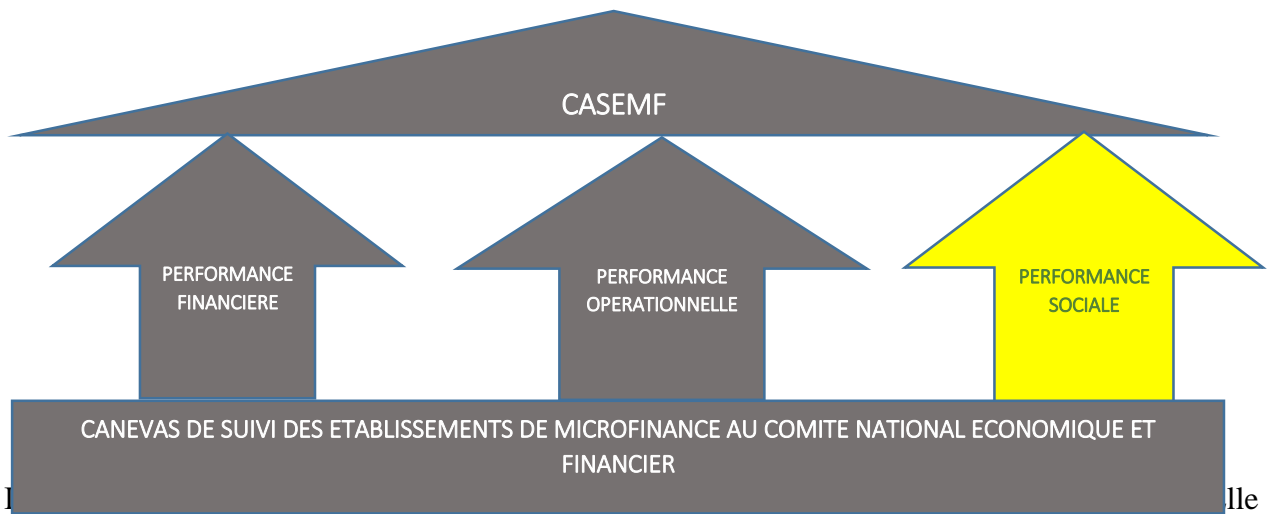 CASEMF
PERFORMANCE
FINANCIERE
PERFORMANCE
OPERATIONNELLE
PERFORMANCE
SOCIALE
CANEVAS DE SUIVI DES ETABLISSEMENTS DE MICROFINANCE AU COMITE NATIONAL ECONOMIQUE ET
FINANCIER